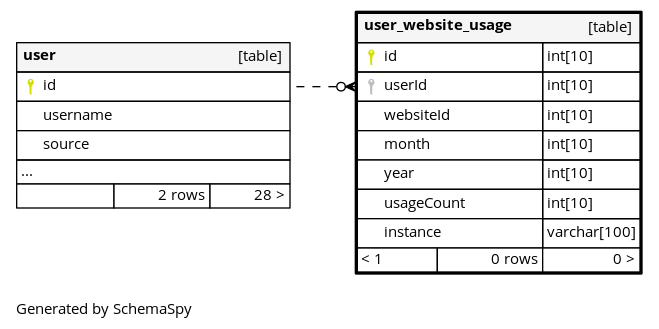 user [table]
id
username
source
...
2 rows 28 >
user_website_usage [table]
id int[10]
userId int[10]
websiteId int[10]
month int[10]
year int[10]
usageCount int[10]
instance varchar[100]
< 1 0 rows 0 >
Generated by SchemaSpy